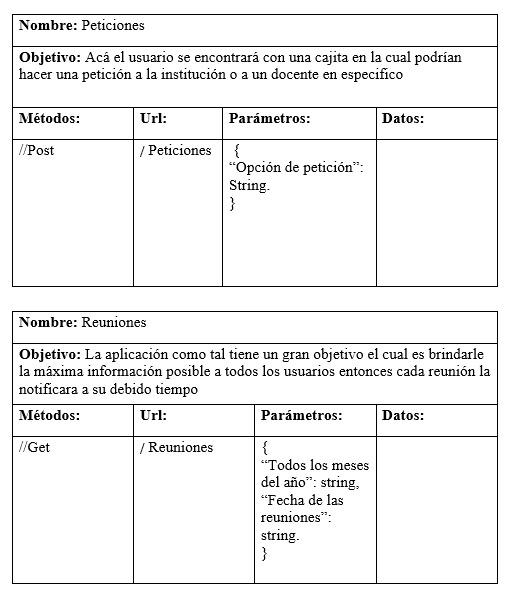 Nombre: Peticiones
Objetivo: Acá el usuario se encontrará con una cajita en la cual podrían
hacer una petición a la institución o a un docente en especifico
Métodos: Url: Parámetros: Datos:
//Post / Peticiones {
“Opción de petición”:
String.
}
Nombre: Reuniones
Objetivo: La aplicación como tal tiene un gran objetivo el cual es brindarle
la máxima información posible a todos los usuarios entonces cada reunión la
notificara a su debido tiempo
Métodos: Url: Parámetros: Datos:
//Get / Reuniones {
“Todos los meses
del año”: string,
“Fecha de las
reuniones”:
string.
}